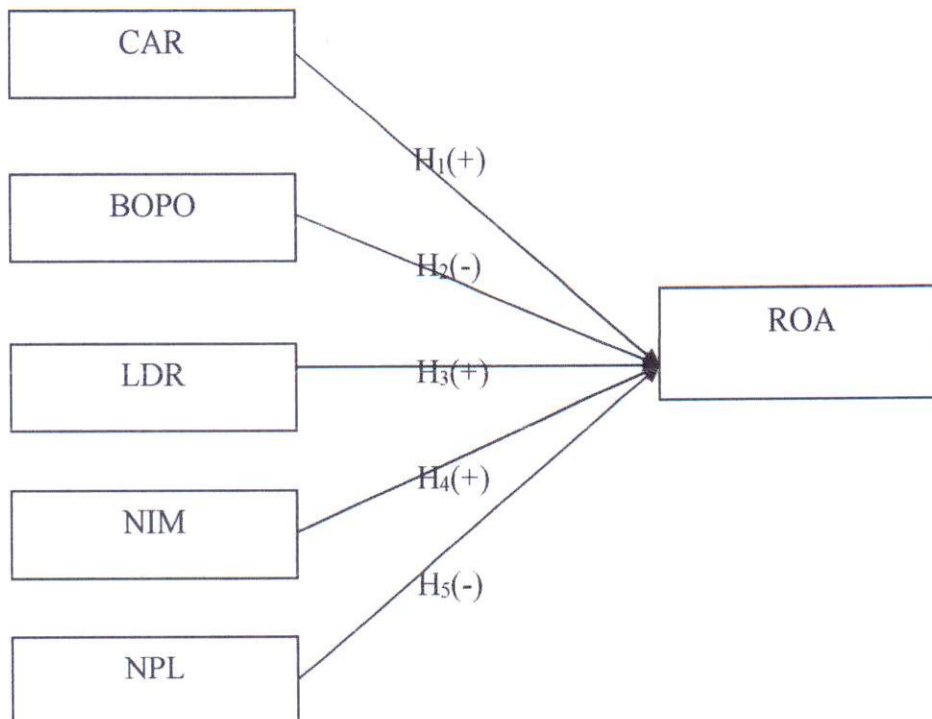 CAR
H₁(+)
BOPO
H₂(-)
ROA
LDR
H₃(+)
H₄(+)
NIM
H₅(-)
NPL